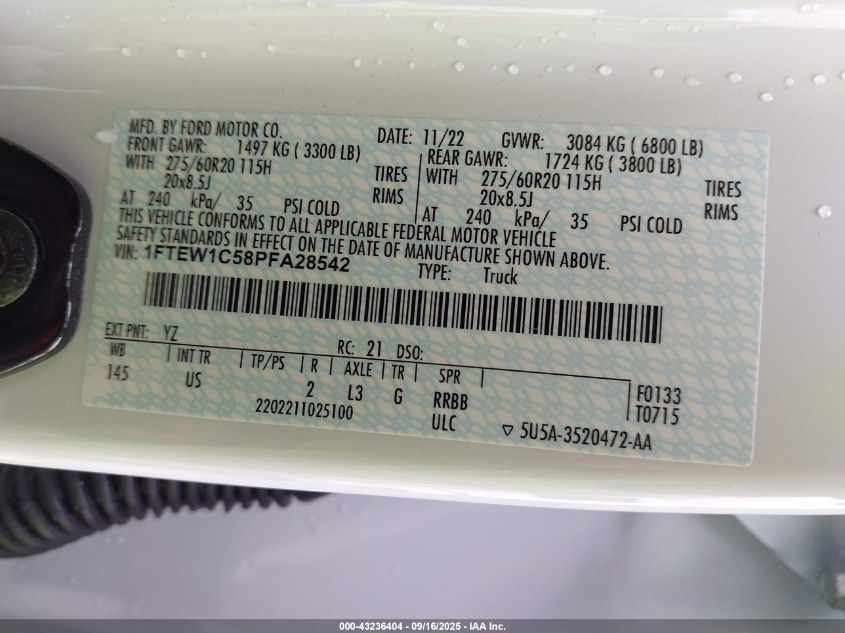 MFD. BY FORD MOTOR CO. DATE: 11/22 GVWR: 3084 KG ( 6800 LB)
FRONT GAWR: 1497 KG ( 3300 LB) REAR GAWR: 1724 KG ( 3800 LB)
WITH 275/60R20 115H TIRES WITH 275/60R20 115H TIRES
20x8.5J RIMS 20x8.5J RIMS
AT 240 kPa/ 35 PSI COLD AT 240 kPa/ 35 PSI COLD
THIS VEHICLE CONFORMS TO ALL APPLICABLE FEDERAL MOTOR VEHICLE
SAFETY STANDARDS IN EFFECT ON THE DATE OF MANUFACTURE SHOWN ABOVE.
VIN: 1FTEW1C58PFA28542 TYPE: Truck
EXT PNT: YZ RC: 21 DSO:
WB INT TR TP/PS R AXLE TR SPR
145 US 2 L3 G RRBB F0133
2202211025100 ULC T0715
▽ 5U5A-3520472-AA
000-43236404 - 09/16/2025 - IAA Inc.